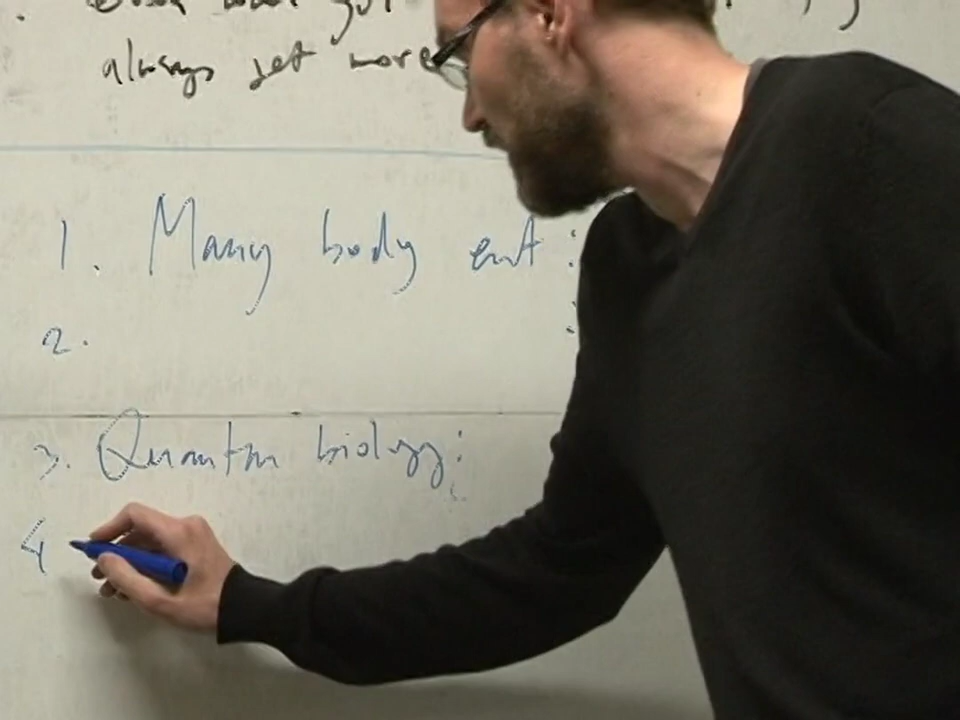 always get more
1. Many body ent :
2. :
3. Quantum biology:
4